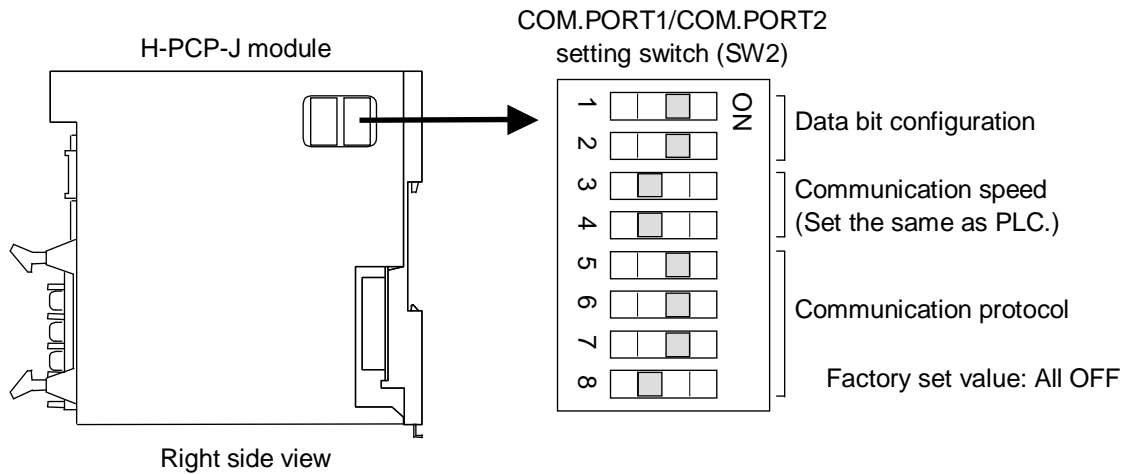 COM.PORT1/COM.PORT2
setting switch (SW2)
H-PCP-J module
ON
1
2
3
4
5
6
7
8
Data bit configuration
Communication speed
(Set the same as PLC.)
Communication protocol
Factory set value: All OFF
Right side view